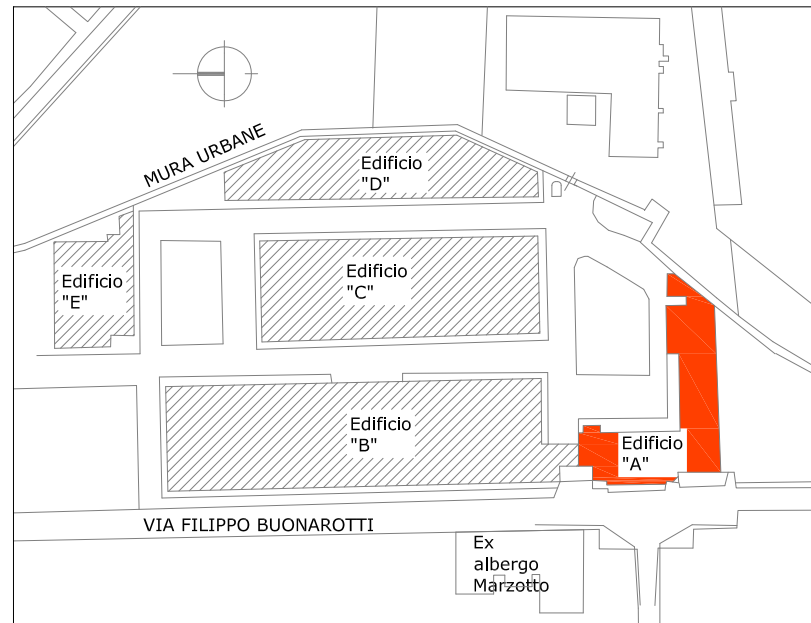 MURA URBANE
Edificio
"D"
Edificio
"E"
Edificio
"C"
Edificio
"B"
Edificio
"A"
VIA FILIPPO BUONAROTTI
Ex
albergo
Marzotto